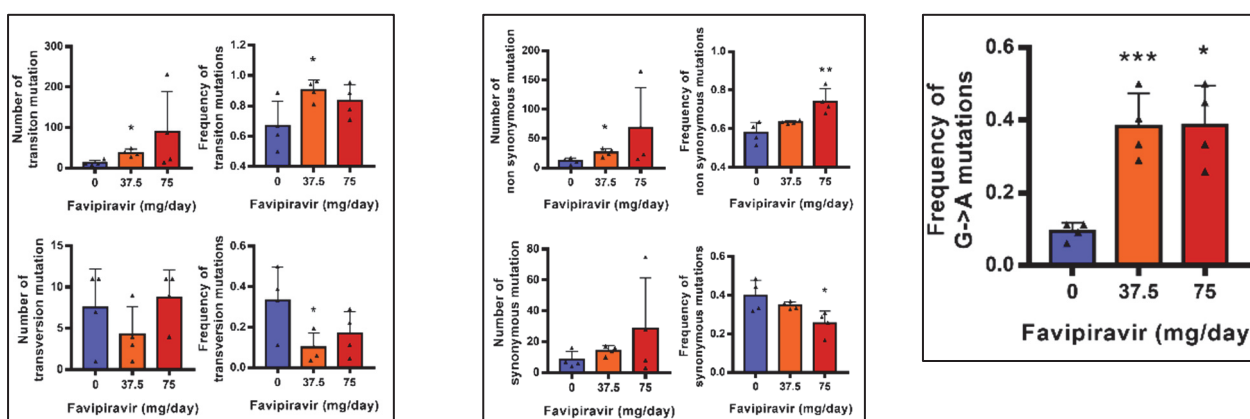 Number of
transiton mutation
300
200
100
0
*
0 37.5 75
Favipiravir (mg/day)
Frequency of
transiton mutations
1.2
1.0
0.8
0.6
0.4
*
0 37.5 75
Favipiravir (mg/day)
Number of
transversion mutation
15
10
5
0
0 37.5 75
Favipiravir (mg/day)
Frequency of
transversion mutations
0.6
0.4
0.2
0.0
*
0 37.5 75
Favipiravir (mg/day)
Number of
non synonymous mutation
200
150
100
50
0
*
0 37.5 75
Favipiravir (mg/day)
Frequency of
non synonymous mutations
1.0
0.8
0.6
0.4
**
0 37.5 75
Favipiravir (mg/day)
Number of
synonymous mutation
80
60
40
20
0
0 37.5 75
Favipiravir (mg/day)
Frequency of
synonymous mutations
0.6
0.4
0.2
0.0
*
0 37.5 75
Favipiravir (mg/day)
Frequency of
G->A mutations
0.6
0.4
0.2
0.0
*** *
0 37.5 75
Favipiravir (mg/day